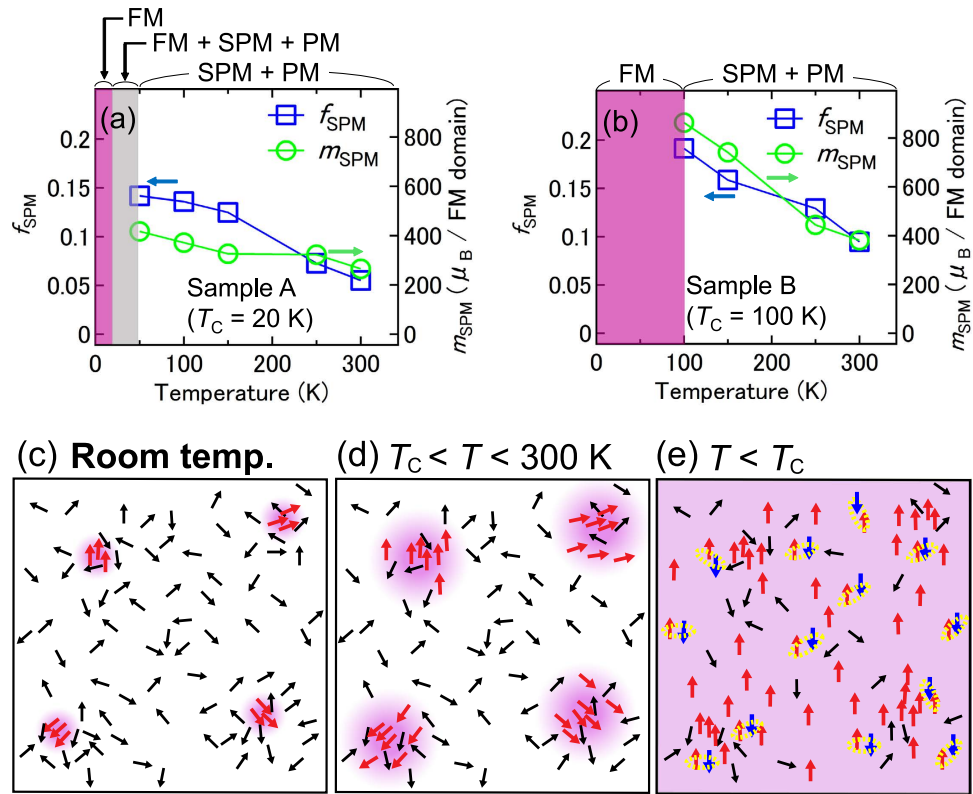 FM
FM + SPM + PM
SPM + PM
(a)
f_SPM
m_SPM
0.2
0.15
0.1
0.05
0
f_SPM
800
600
400
200
0
m_SPM (μ_B / FM domain)
Sample A
(T_C = 20 K)
0 100 200 300
Temperature (K)
FM SPM + PM
(b)
f_SPM
m_SPM
0.2
0.15
0.1
0.05
0
f_SPM
800
600
400
200
0
m_SPM (μ_B / FM domain)
Sample B
(T_C = 100 K)
0 100 200 300
Temperature (K)
(c) Room temp.
(d) T_C < T < 300 K
(e) T < T_C